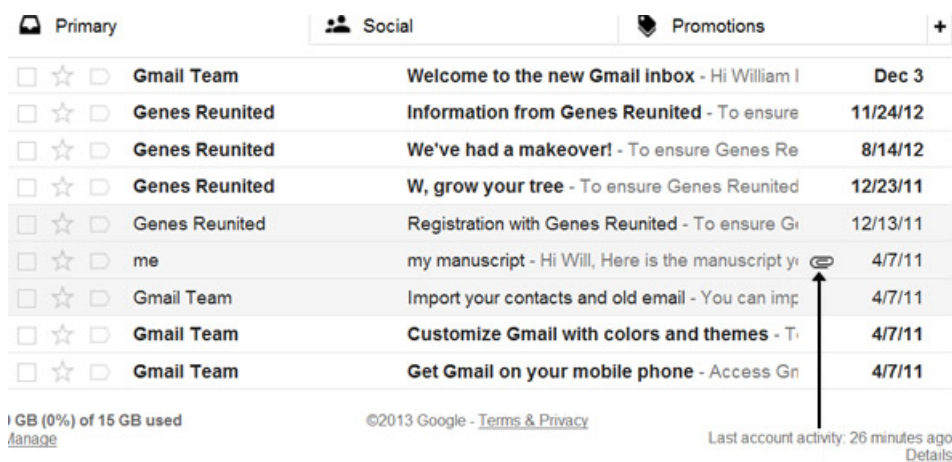 Primary Social Promotions +
Gmail Team Welcome to the new Gmail inbox - Hi William Dec 3
Genes Reunited Information from Genes Reunited - To ensure 11/24/12
Genes Reunited We've had a makeover! - To ensure Genes Re 8/14/12
Genes Reunited W, grow your tree - To ensure Genes Reunited 12/23/11
Genes Reunited Registration with Genes Reunited - To ensure 12/13/11
me my manuscript - Hi Will, Here is the manuscript 4/7/11
Gmail Team Import your contacts and old email - You can imp 4/7/11
Gmail Team Customize Gmail with colors and themes - 4/7/11
Gmail Team Get Gmail on your mobile phone - Access Gn 4/7/11
GB (0%) of 15 GB used ©2013 Google - Terms & Privacy
Manage Last account activity: 26 minutes ago
Details